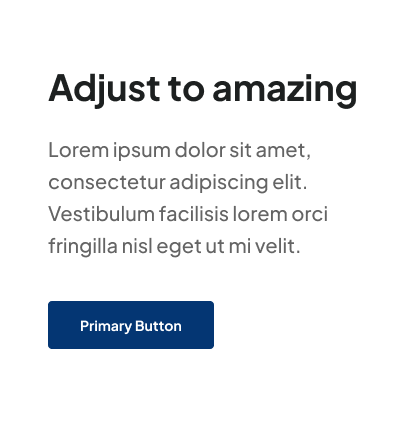 Adjust to amazing
Lorem ipsum dolor sit amet,
consectetur adipiscing elit.
Vestibulum facilisis lorem orci
fringilla nisl eget ut mi velit.
Primary Button